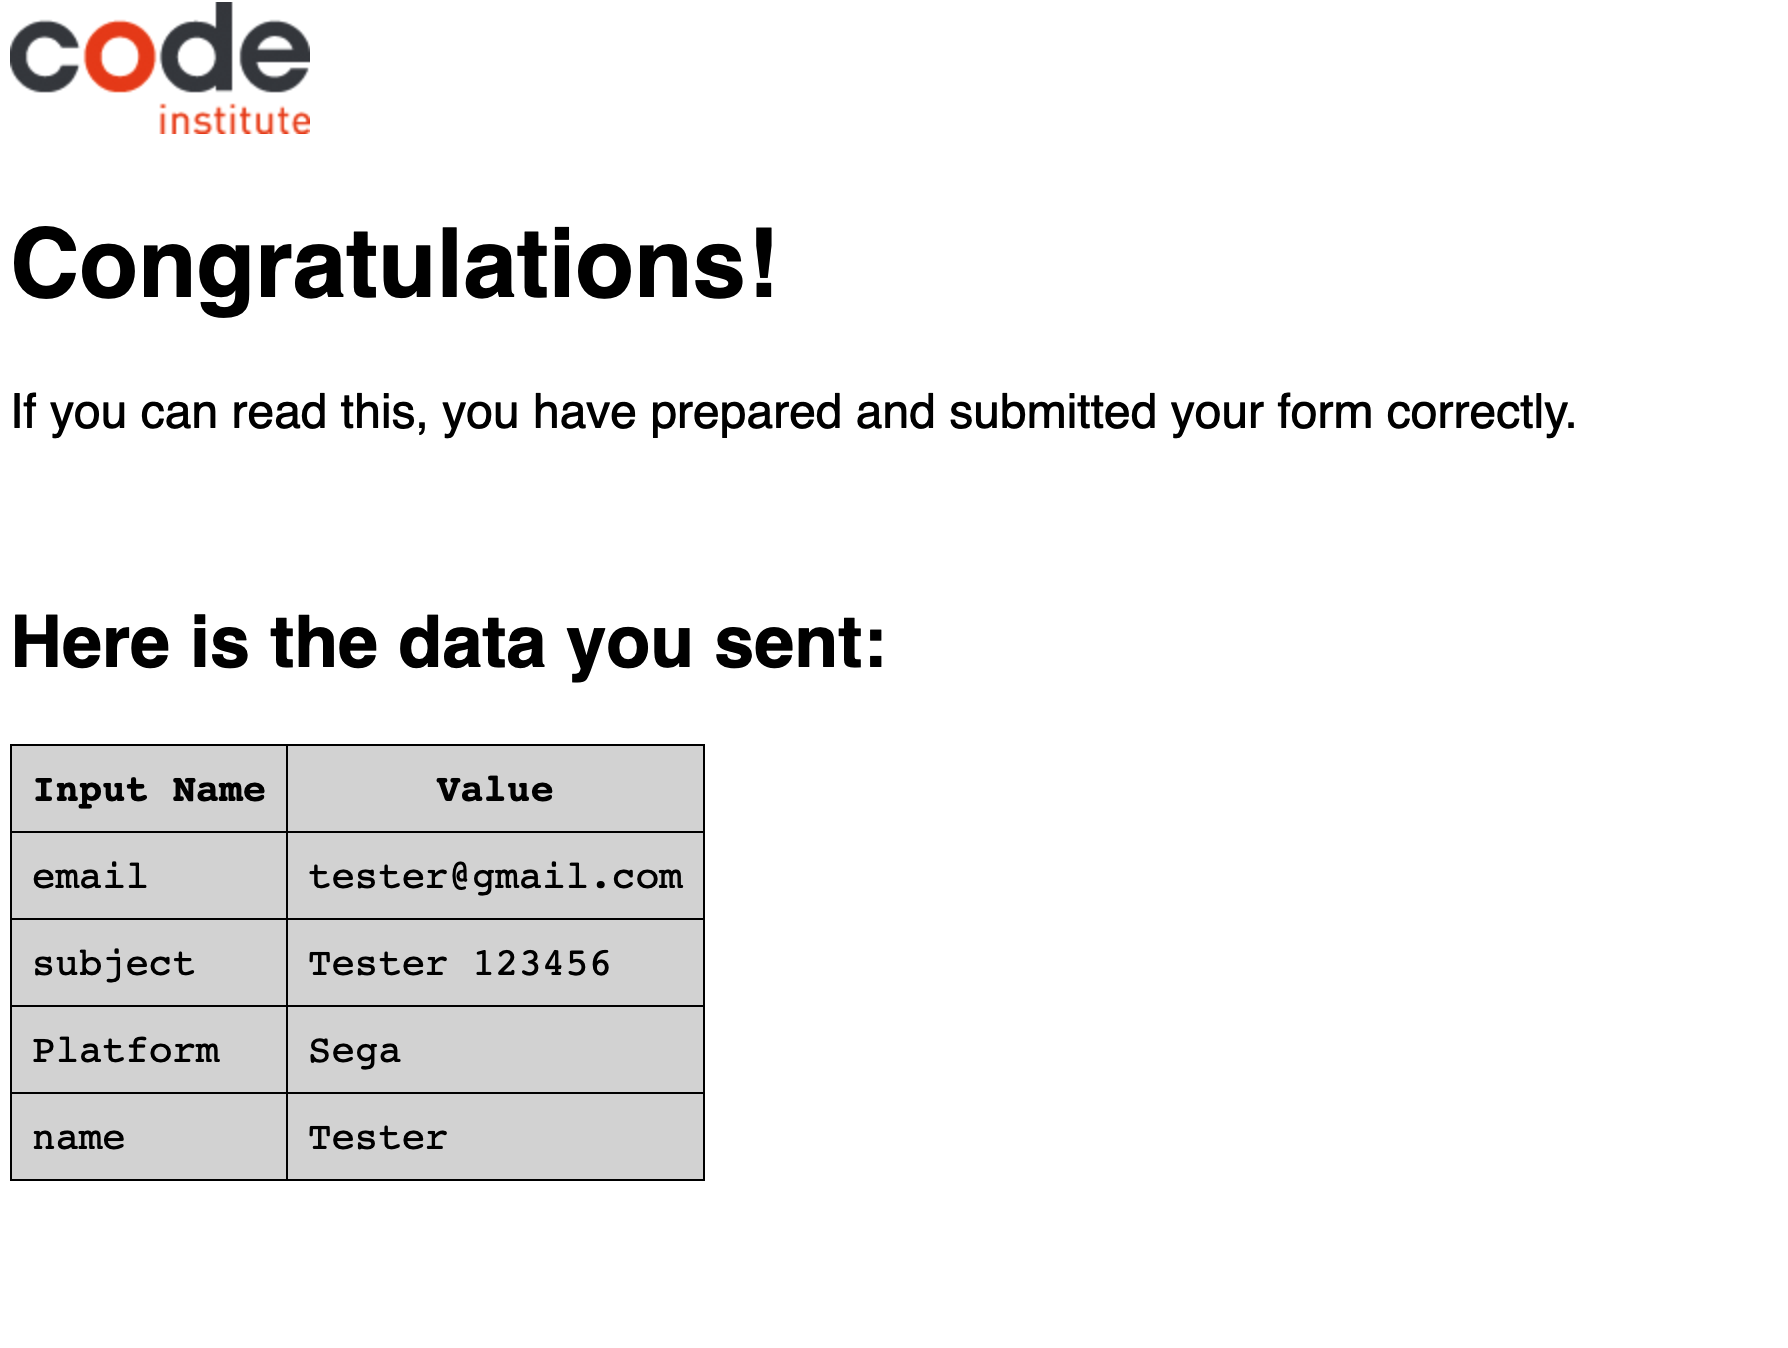 code
institute
Congratulations!
If you can read this, you have prepared and submitted your form correctly.
Here is the data you sent:
Input Name Value
email tester@gmail.com
subject Tester 123456
Platform Sega
name Tester